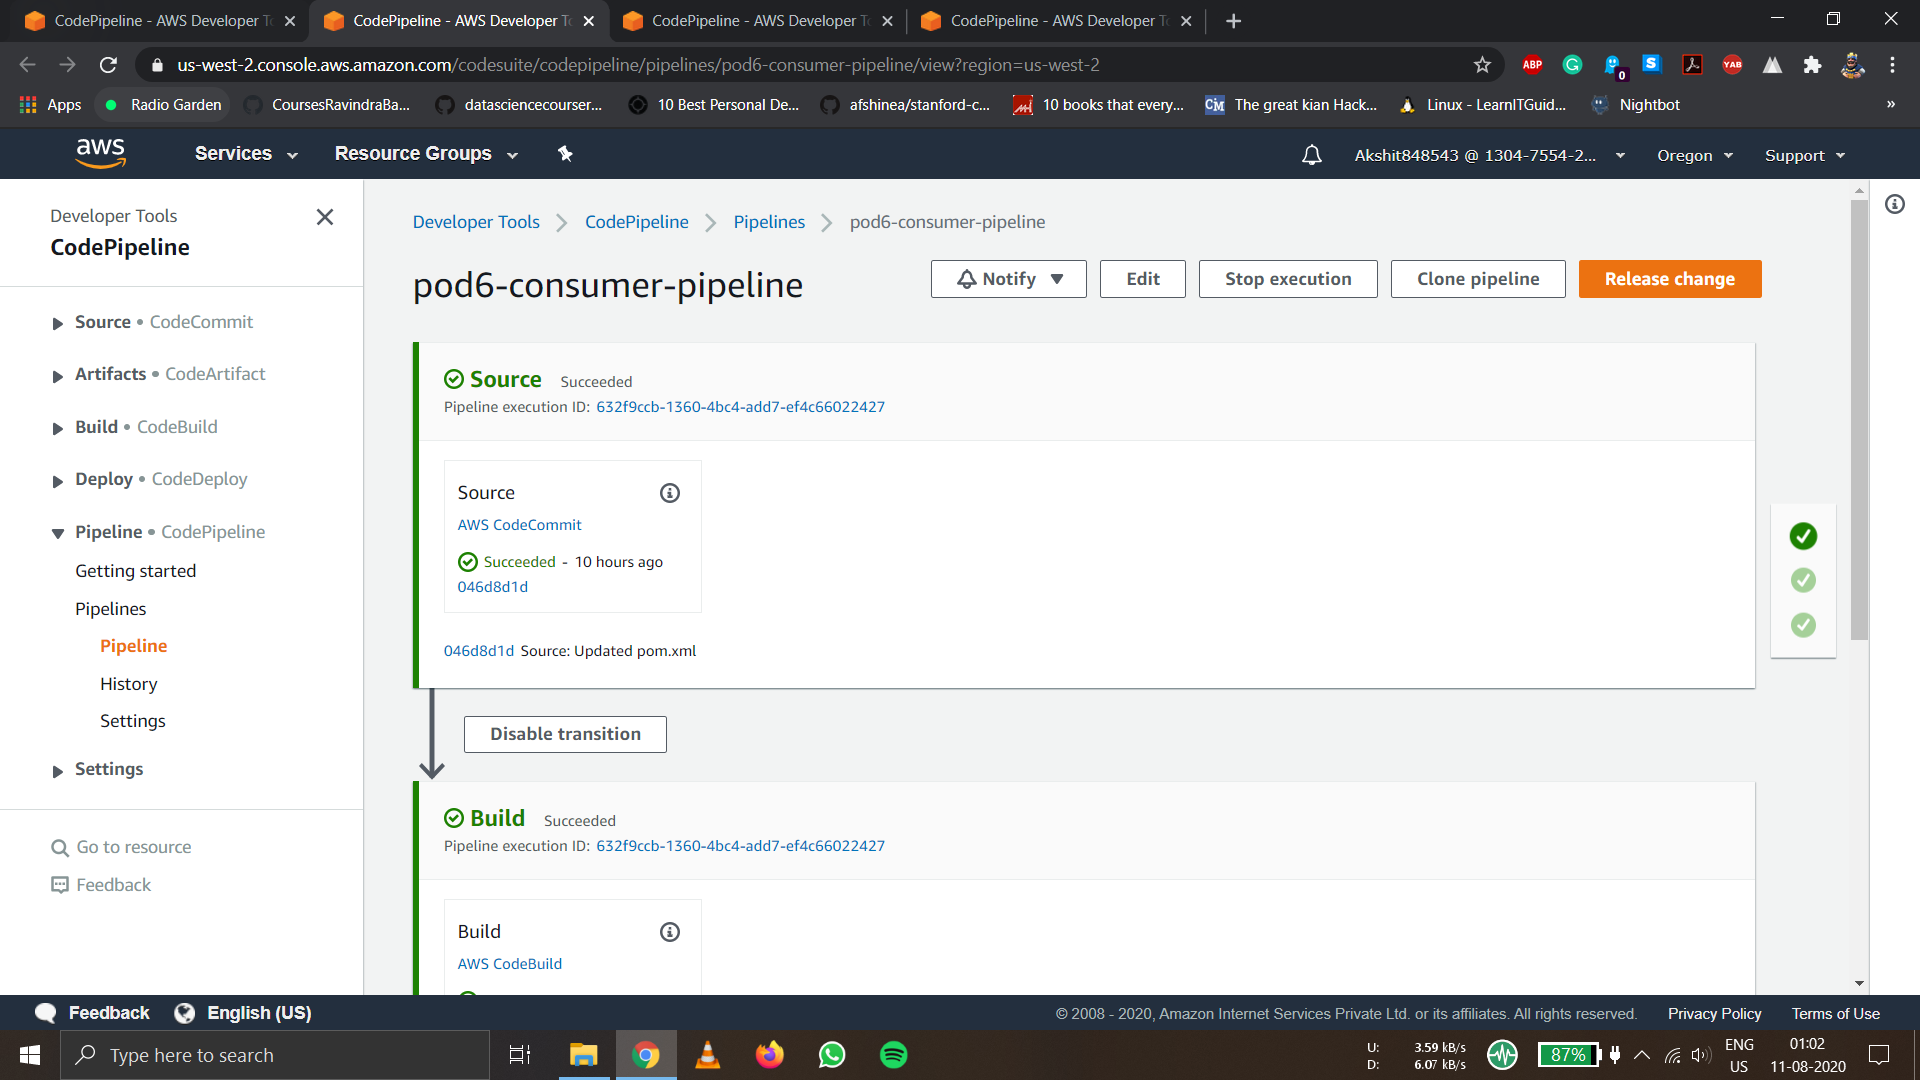 CodePipeline - AWS Developer T
CodePipeline - AWS Developer T
CodePipeline - AWS Developer T
CodePipeline - AWS Developer T
us-west-2.console.aws.amazon.com/codesuite/codepipeline/pipelines/pod6-consumer-pipeline/view?region=us-west-2
ABP
0
S
YAB
Apps
Radio Garden
CoursesRavindraBa...
datasciencecourser...
10 Best Personal De...
afshinea/stanford-c...
10 books that every...
CM
The great kian Hack...
Linux - LearnITGuid...
Nightbot
»
aws
Services
Resource Groups
Akshit848543 @ 1304-7554-2...
Oregon
Support
Developer Tools
CodePipeline
Source • CodeCommit
Artifacts • CodeArtifact
Build • CodeBuild
Deploy • CodeDeploy
Pipeline • CodePipeline
Getting started
Pipelines
Pipeline
History
Settings
Settings
Go to resource
Feedback
Developer Tools
CodePipeline
Pipelines
pod6-consumer-pipeline
pod6-consumer-pipeline
Notify
Edit
Stop execution
Clone pipeline
Release change
Source Succeeded
Pipeline execution ID: 632f9ccb-1360-4bc4-add7-ef4c66022427
Source
AWS CodeCommit
Succeeded - 10 hours ago
046d8d1d
046d8d1d Source: Updated pom.xml
Disable transition
Build Succeeded
Pipeline execution ID: 632f9ccb-1360-4bc4-add7-ef4c66022427
Build
AWS CodeBuild
Feedback
English (US)
© 2008 - 2020, Amazon Internet Services Private Ltd. or its affiliates. All rights reserved.
Privacy Policy
Terms of Use
Type here to search
U: 3.59 kB/s
D: 6.07 kB/s
87%
ENG
US
01:02
11-08-2020